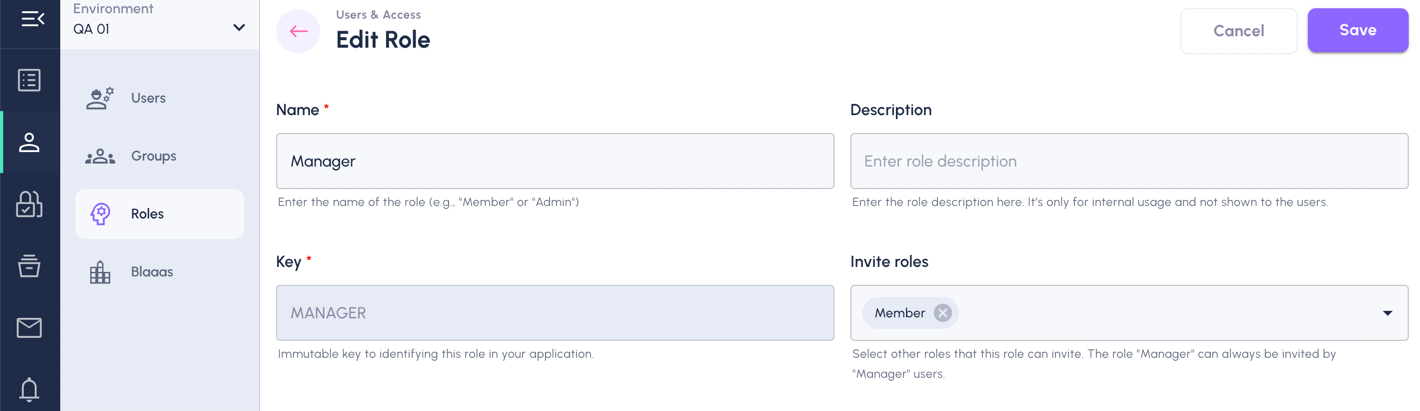 Environment
QA 01
Users
Groups
Roles
Blaaas
Users & Access
Edit Role
Cancel
Save
Name *
Manager
Enter the name of the role (e.g., "Member" or "Admin")
Description
Enter role description
Enter the role description here. It's only for internal usage and not shown to the users.
Key *
MANAGER
Immutable key to identifying this role in your application.
Invite roles
Member
Select other roles that this role can invite. The role "Manager" can always be invited by
"Manager" users.